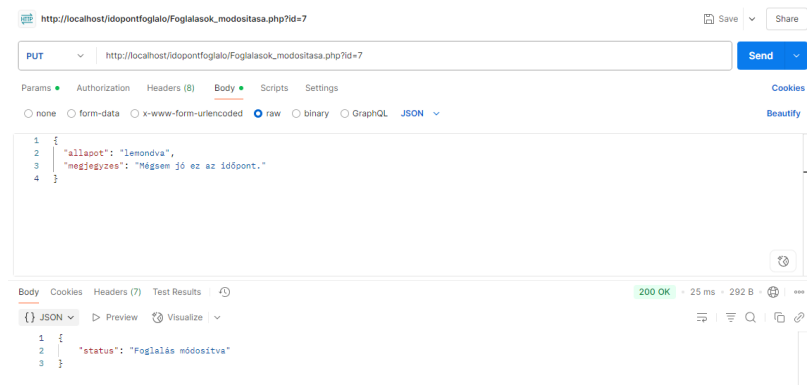 HTTP http://localhost/idopontfoglalo/Foglalasok_modositasa.php?id=7 Save Share
PUT http://localhost/idopontfoglalo/Foglalasok_modositasa.php?id=7 Send
Params Authorization Headers (8) Body Scripts Settings Cookies
none form-data x-www-form-urlencoded raw binary GraphQL JSON Beautify
1 {
2 "allapot": "lemondva",
3 "megjegyzes": "Mégsem jó ez az időpont."
4 }
Body Cookies Headers (7) Test Results 200 OK 25 ms 292 B
{} JSON Preview Visualize
1 {
2 "status": "Foglalás módosítva"
3 }